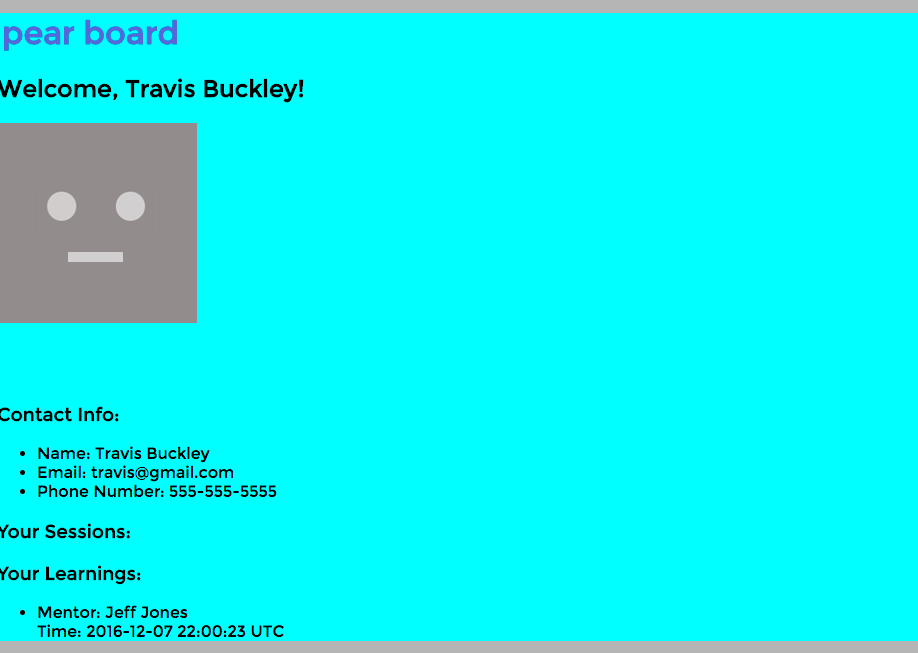 pear board
Welcome, Travis Buckley!
Contact Info:
• Name: Travis Buckley
• Email: travis@gmail.com
• Phone Number: 555-555-5555
Your Sessions:
Your Learnings:
• Mentor: Jeff Jones
Time: 2016-12-07 22:00:23 UTC